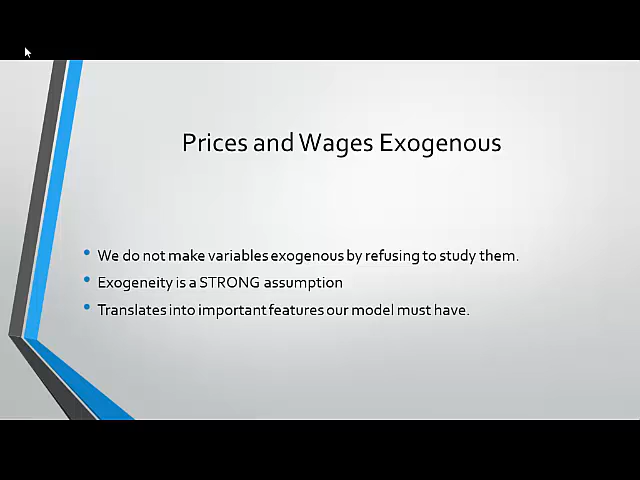 Prices and Wages Exogenous
• We do not make variables exogenous by refusing to study them.
• Exogeneity is a STRONG assumption
• Translates into important features our model must have.